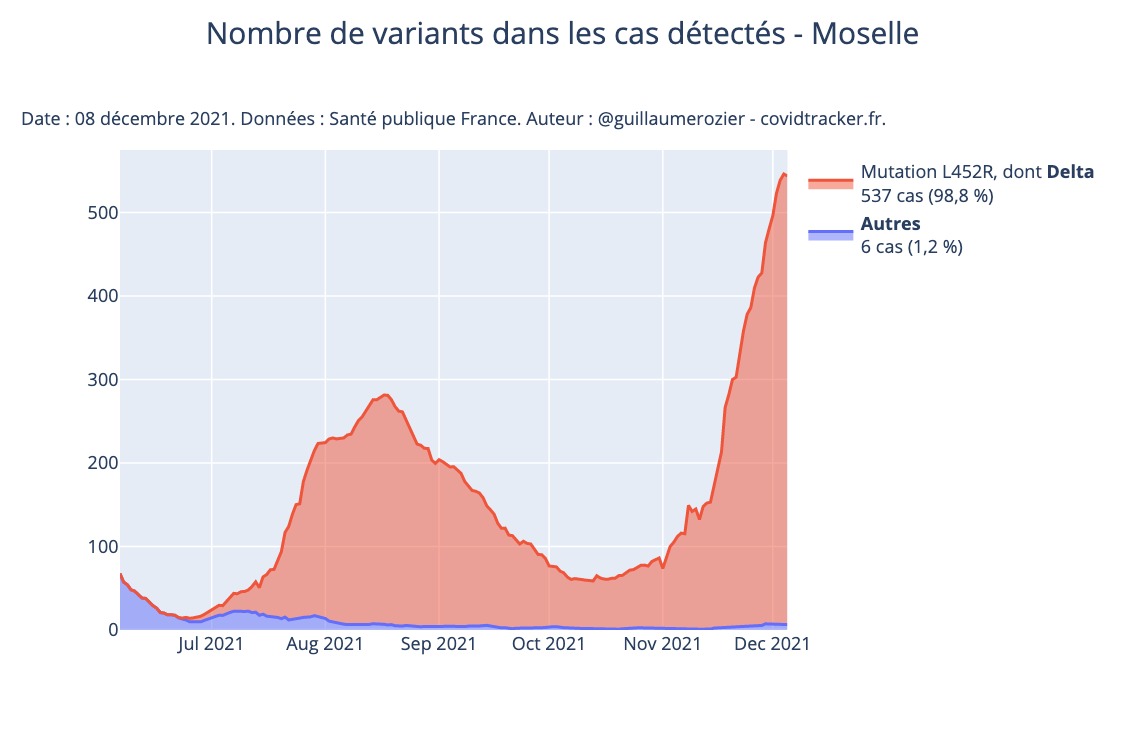 Nombre de variants dans les cas détectés - Moselle
Date : 08 décembre 2021. Données : Santé publique France. Auteur : @guillaumerozier - covidtracker.fr.
Mutation L452R, dont Delta
537 cas (98,8 %)
Autres
6 cas (1,2 %)
500
400
300
200
100
0
Jul 2021
Aug 2021
Sep 2021
Oct 2021
Nov 2021
Dec 2021